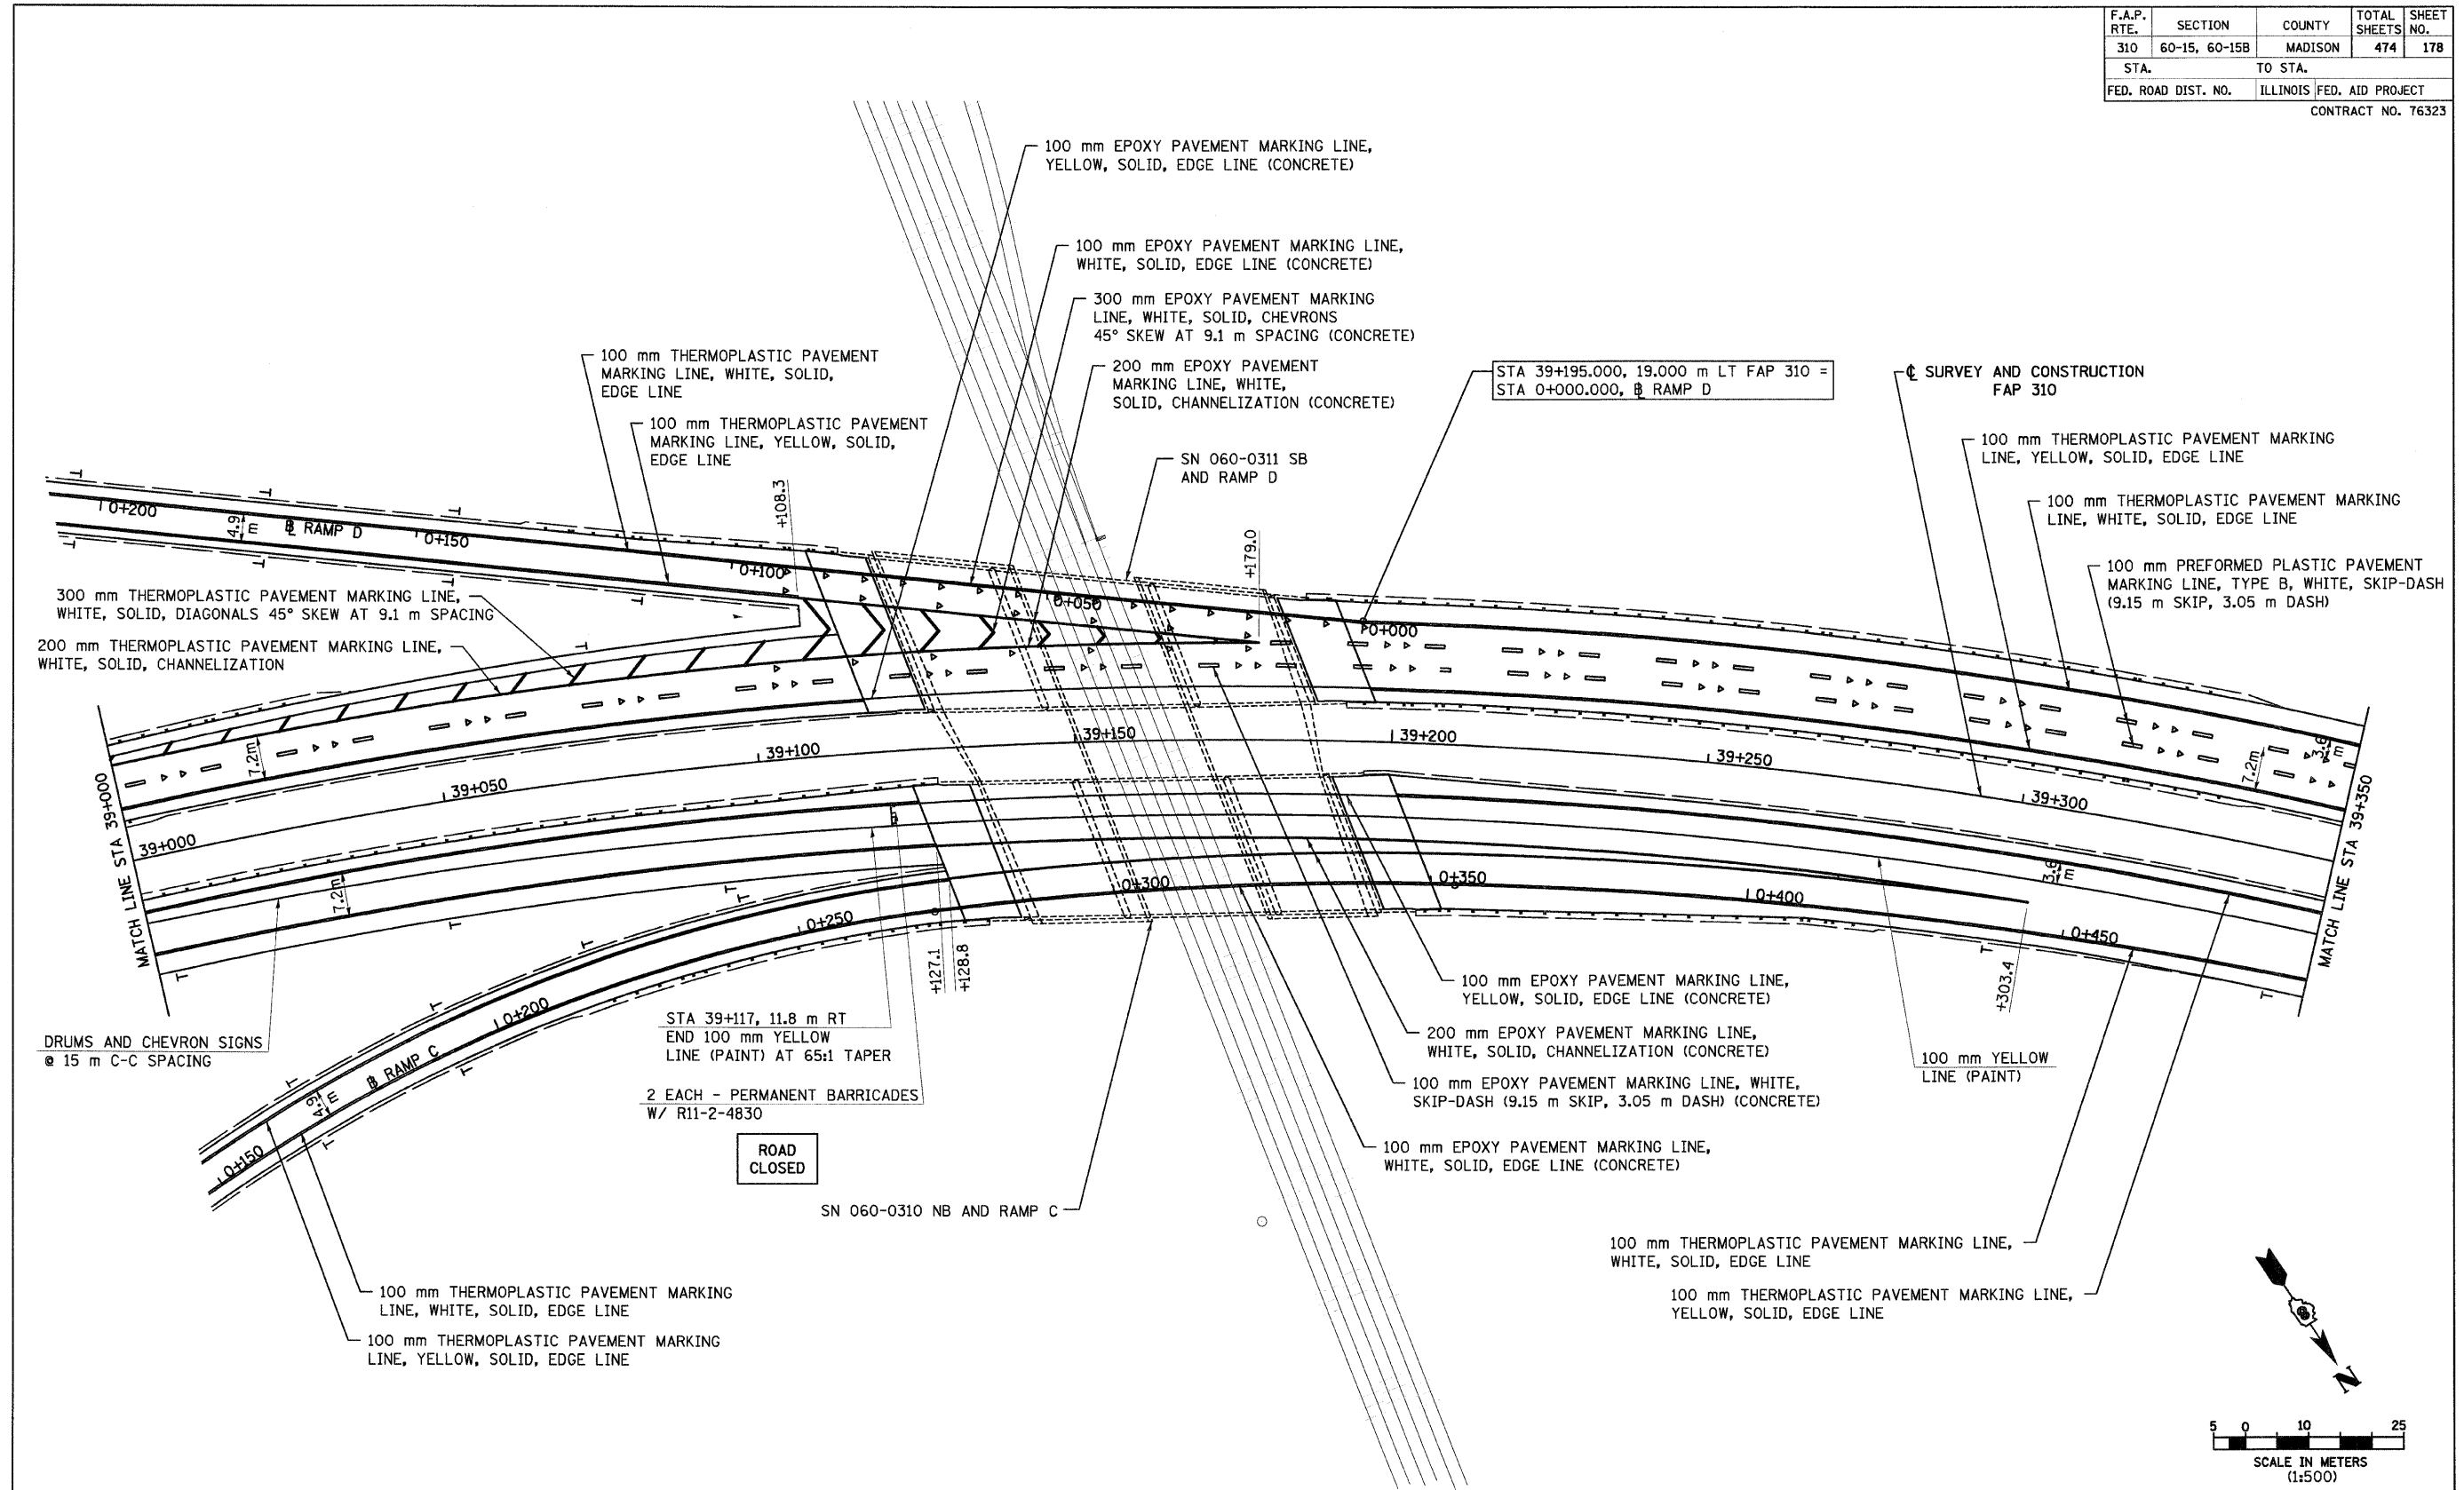 F.A.P. RTE.
SECTION
COUNTY
TOTAL SHEETS
SHEET NO.
310
60-15, 60-15B
MADISON
474
178
STA.
TO STA.
FED. ROAD DIST. NO.
ILLINOIS
FED. AID PROJECT
CONTRACT NO. 76323
100 mm EPOXY PAVEMENT MARKING LINE,
YELLOW, SOLID, EDGE LINE (CONCRETE)
100 mm EPOXY PAVEMENT MARKING LINE,
WHITE, SOLID, EDGE LINE (CONCRETE)
300 mm EPOXY PAVEMENT MARKING
LINE, WHITE, SOLID, CHEVRONS
45° SKEW AT 9.1 m SPACING (CONCRETE)
200 mm EPOXY PAVEMENT
MARKING LINE, WHITE,
SOLID, CHANNELIZATION (CONCRETE)
100 mm THERMOPLASTIC PAVEMENT
MARKING LINE, WHITE, SOLID,
EDGE LINE
100 mm THERMOPLASTIC PAVEMENT
MARKING LINE, YELLOW, SOLID,
EDGE LINE
SN 060-0311 SB
AND RAMP D
STA 39+195.000, 19.000 m LT FAP 310 =
STA 0+000.000, ⅊ RAMP D
℄ SURVEY AND CONSTRUCTION
FAP 310
100 mm THERMOPLASTIC PAVEMENT MARKING
LINE, YELLOW, SOLID, EDGE LINE
100 mm THERMOPLASTIC PAVEMENT MARKING
LINE, WHITE, SOLID, EDGE LINE
100 mm PREFORMED PLASTIC PAVEMENT
MARKING LINE, TYPE B, WHITE, SKIP-DASH
(9.15 m SKIP, 3.05 m DASH)
+108.3
+179.0
0+200
4.9 m
RAMP D
0+150
0+100
0+050
0+000
300 mm THERMOPLASTIC PAVEMENT MARKING LINE,
WHITE, SOLID, DIAGONALS 45° SKEW AT 9.1 m SPACING
200 mm THERMOPLASTIC PAVEMENT MARKING LINE,
WHITE, SOLID, CHANNELIZATION
7.2m
3.6 m
7.2m
MATCH LINE STA 39+000
39+000
39+050
39+100
39+150
39+200
39+250
39+300
MATCH LINE STA 39+350
7.2m
3.6 m
0+150
0+200
0+250
0+300
0+350
0+400
0+450
4.9 m
RAMP C
+127.1
+128.8
+303.4
DRUMS AND CHEVRON SIGNS
@ 15 m C-C SPACING
STA 39+117, 11.8 m RT
END 100 mm YELLOW
LINE (PAINT) AT 65:1 TAPER
2 EACH - PERMANENT BARRICADES
W/ R11-2-4830
ROAD
CLOSED
SN 060-0310 NB AND RAMP C
100 mm EPOXY PAVEMENT MARKING LINE,
YELLOW, SOLID, EDGE LINE (CONCRETE)
200 mm EPOXY PAVEMENT MARKING LINE,
WHITE, SOLID, CHANNELIZATION (CONCRETE)
100 mm EPOXY PAVEMENT MARKING LINE, WHITE,
SKIP-DASH (9.15 m SKIP, 3.05 m DASH) (CONCRETE)
100 mm EPOXY PAVEMENT MARKING LINE,
WHITE, SOLID, EDGE LINE (CONCRETE)
100 mm YELLOW
LINE (PAINT)
100 mm THERMOPLASTIC PAVEMENT MARKING LINE,
WHITE, SOLID, EDGE LINE
100 mm THERMOPLASTIC PAVEMENT MARKING LINE,
YELLOW, SOLID, EDGE LINE
100 mm THERMOPLASTIC PAVEMENT MARKING
LINE, WHITE, SOLID, EDGE LINE
100 mm THERMOPLASTIC PAVEMENT MARKING
LINE, YELLOW, SOLID, EDGE LINE
N
5 0 10 25
SCALE IN METERS
(1:500)